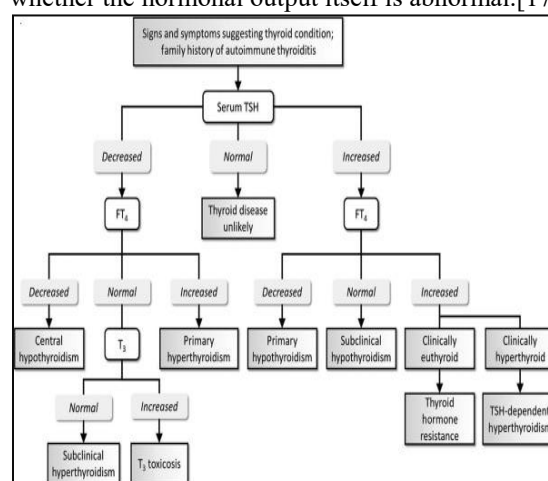 whether the hormonal output itself is abnormal.[17
Signs and symptoms suggesting thyroid condition;
family history of autoimmune thyroiditis
Serum TSH
Decreased
Normal
Increased
FT4
Thyroid disease
unlikely
FT4
Decreased
Normal
Increased
Decreased
Normal
Increased
Central
hypothyroidism
T3
Primary
hyperthyroidism
Primary
hypothyroidism
Subclinical
hypothyroidism
Clinically
euthyroid
Clinically
hyperthyroid
Normal
Increased
Thyroid
hormone
resistance
TSH-dependent
hyperthyroidism
Subclinical
hyperthyroidism
T3 toxicosis